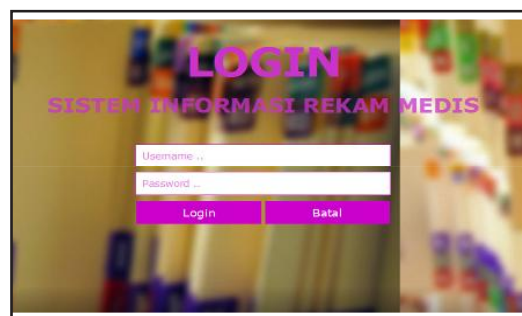 LOGIN
SISTEM INFORMASI REKAM MEDIS
Username ..
Password ..
Login Batal